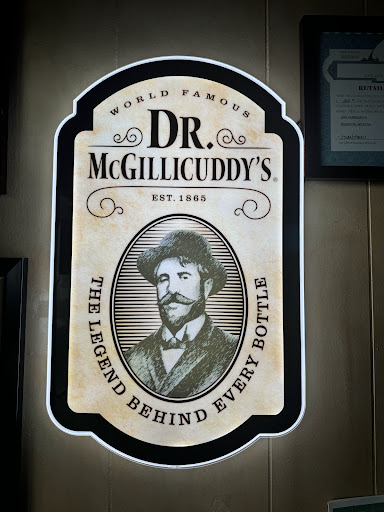 WORLD FAMOUS
DR.
MCGILLICUDDY'S®
EST. 1865
THE LEGEND BEHIND EVERY BOTTLE
RETAIL